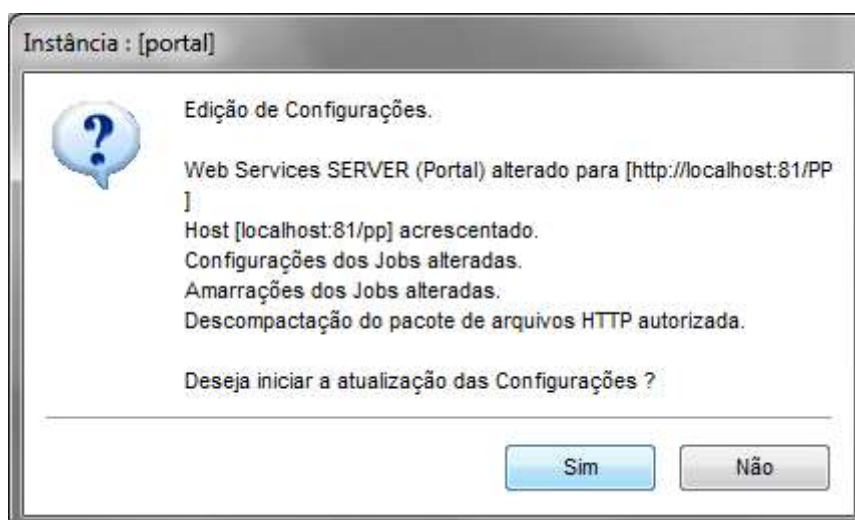 Instância : [portal]
Edição de Configurações.
Web Services SERVER (Portal) alterado para [http://localhost:81/PP
]
Host [localhost:81/pp] acrescentado.
Configurações dos Jobs alteradas.
Amarrações dos Jobs alteradas.
Descompactação do pacote de arquivos HTTP autorizada.
Deseja iniciar a atualização das Configurações ?
Sim Não